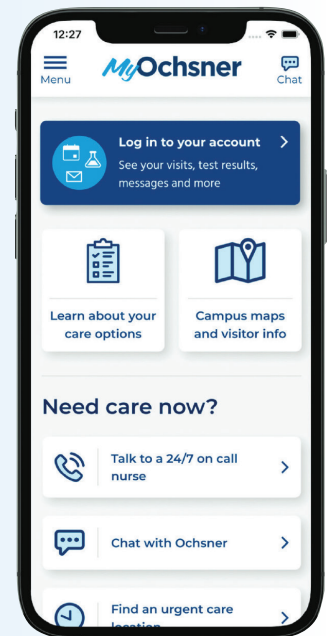 12:27
MyOchsner
Menu
Chat
Log in to your account
See your visits, test results,
messages and more
Learn about your
care options
Campus maps
and visitor info
Need care now?
Talk to a 24/7 on call
nurse
Chat with Ochsner
Find an urgent care
location